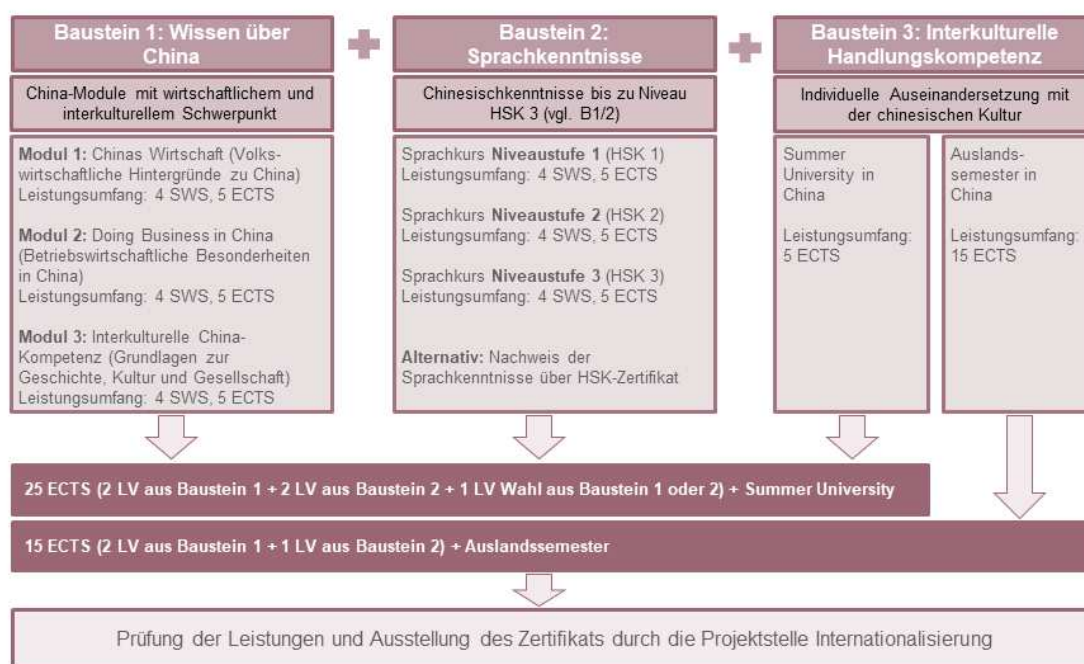 Baustein 1: Wissen über
China
China-Module mit wirtschaftlichem und
interkulturellem Schwerpunkt
Modul 1: Chinas Wirtschaft (Volks-
wirtschaftliche Hintergründe zu China)
Leistungsumfang: 4 SWS, 5 ECTS
Modul 2: Doing Business in China
(Betriebswirtschaftliche Besonderheiten
in China)
Leistungsumfang: 4 SWS, 5 ECTS
Modul 3: Interkulturelle China-
Kompetenz (Grundlagen zur
Geschichte, Kultur und Gesellschaft)
Leistungsumfang: 4 SWS, 5 ECTS
Baustein 2:
Sprachkenntnisse
Chinesischkenntnisse bis zu Niveau
HSK 3 (vgl. B1/2)
Sprachkurs Niveaustufe 1 (HSK 1)
Leistungsumfang: 4 SWS, 5 ECTS
Sprachkurs Niveaustufe 2 (HSK 2)
Leistungsumfang: 4 SWS, 5 ECTS
Sprachkurs Niveaustufe 3 (HSK 3)
Leistungsumfang: 4 SWS, 5 ECTS
Alternativ: Nachweis der
Sprachkenntnisse über HSK-Zertifikat
Baustein 3: Interkulturelle
Handlungskompetenz
Individuelle Auseinandersetzung mit
der chinesischen Kultur
Summer
University in
China
Leistungsumfang:
5 ECTS
Auslands-
semester in
China
Leistungsumfang:
15 ECTS
25 ECTS (2 LV aus Baustein 1 + 2 LV aus Baustein 2 + 1 LV Wahl aus Baustein 1 oder 2) + Summer University
15 ECTS (2 LV aus Baustein 1 + 1 LV aus Baustein 2) + Auslandssemester
Prüfung der Leistungen und Ausstellung des Zertifikats durch die Projektstelle Internationalisierung